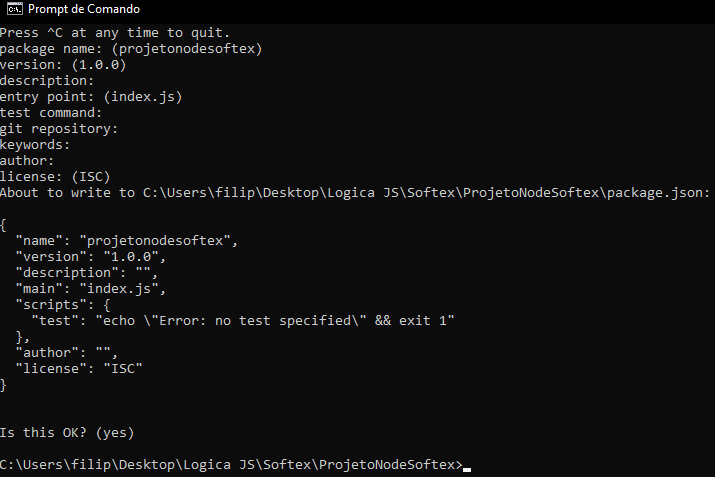 Prompt de Comando
Press ^C at any time to quit.
package name: (projetonodesoftex)
version: (1.0.0)
description:
entry point: (index.js)
test command:
git repository:
keywords:
author:
license: (ISC)
About to write to C:\Users\filip\Desktop\Logica JS\Softex\ProjetoNodeSoftex\package.json:

{
  "name": "projetonodesoftex",
  "version": "1.0.0",
  "description": "",
  "main": "index.js",
  "scripts": {
    "test": "echo \"Error: no test specified\" && exit 1"
  },
  "author": "",
  "license": "ISC"
}

Is this OK? (yes)

C:\Users\filip\Desktop\Logica JS\Softex\ProjetoNodeSoftex>